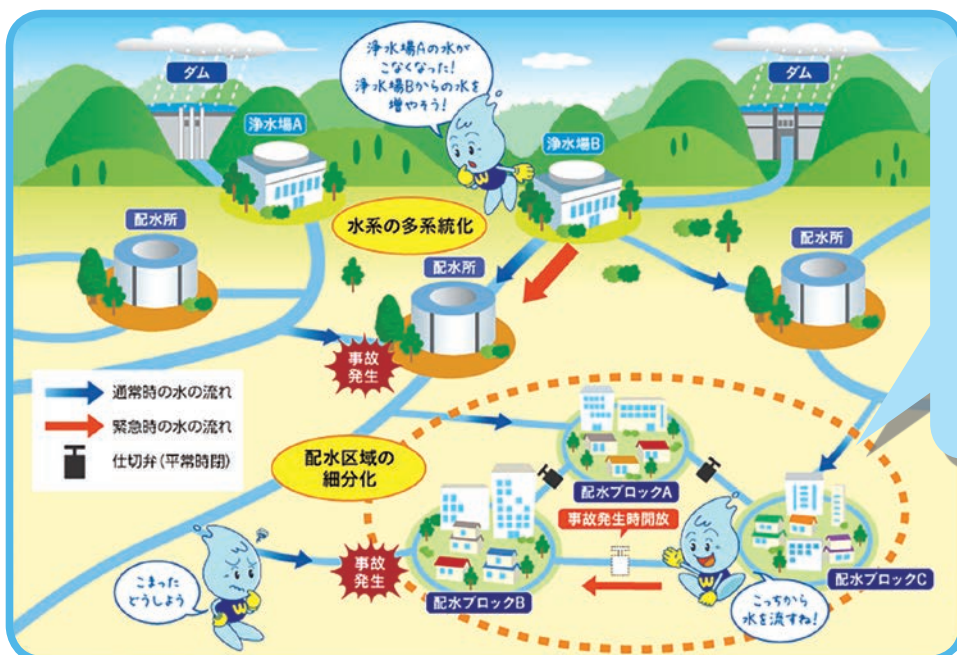 ダム
浄水場Aの水が
こなくなった!
浄水場Bからの水を
増やそう!
ダム
浄水場A
浄水場B
水系の多系統化
配水所
配水所
配水所
事故
発生
通常時の水の流れ
緊急時の水の流れ
仕切弁(平常時閉)
配水区域の
細分化
配水ブロックA
事故発生時開放
事故
発生
配水ブロックB
配水ブロックC
こまった
どうしよう
こっちから
水を流すね!
W
W
W